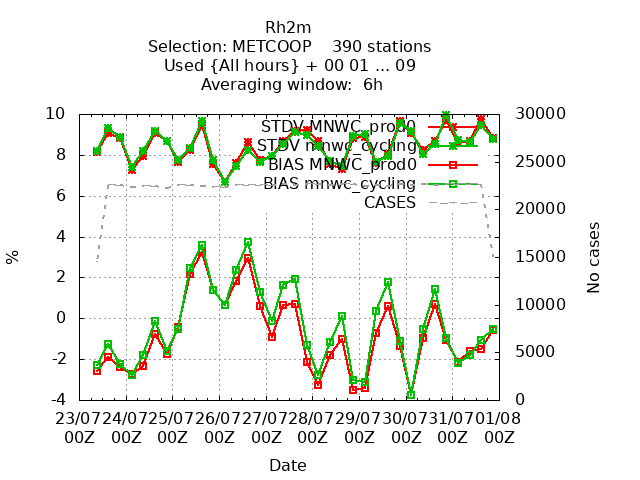 Rh2m
Selection: METCOOP 390 stations
Used {All hours} + 00 01 ... 09
Averaging window: 6h
10
8
6
4
2
0
-2
-4
%
30000
25000
20000
15000
10000
5000
0
No cases
STDV MNWC_prod0
STDV mnwc_cycling
BIAS MNWC_prod0
BIAS mnwc_cycling
CASES
23/07 24/07 25/07 26/07 27/07 28/07 29/07 30/07 31/07 01/08
00Z 00Z 00Z 00Z 00Z 00Z 00Z 00Z 00Z 00Z
Date